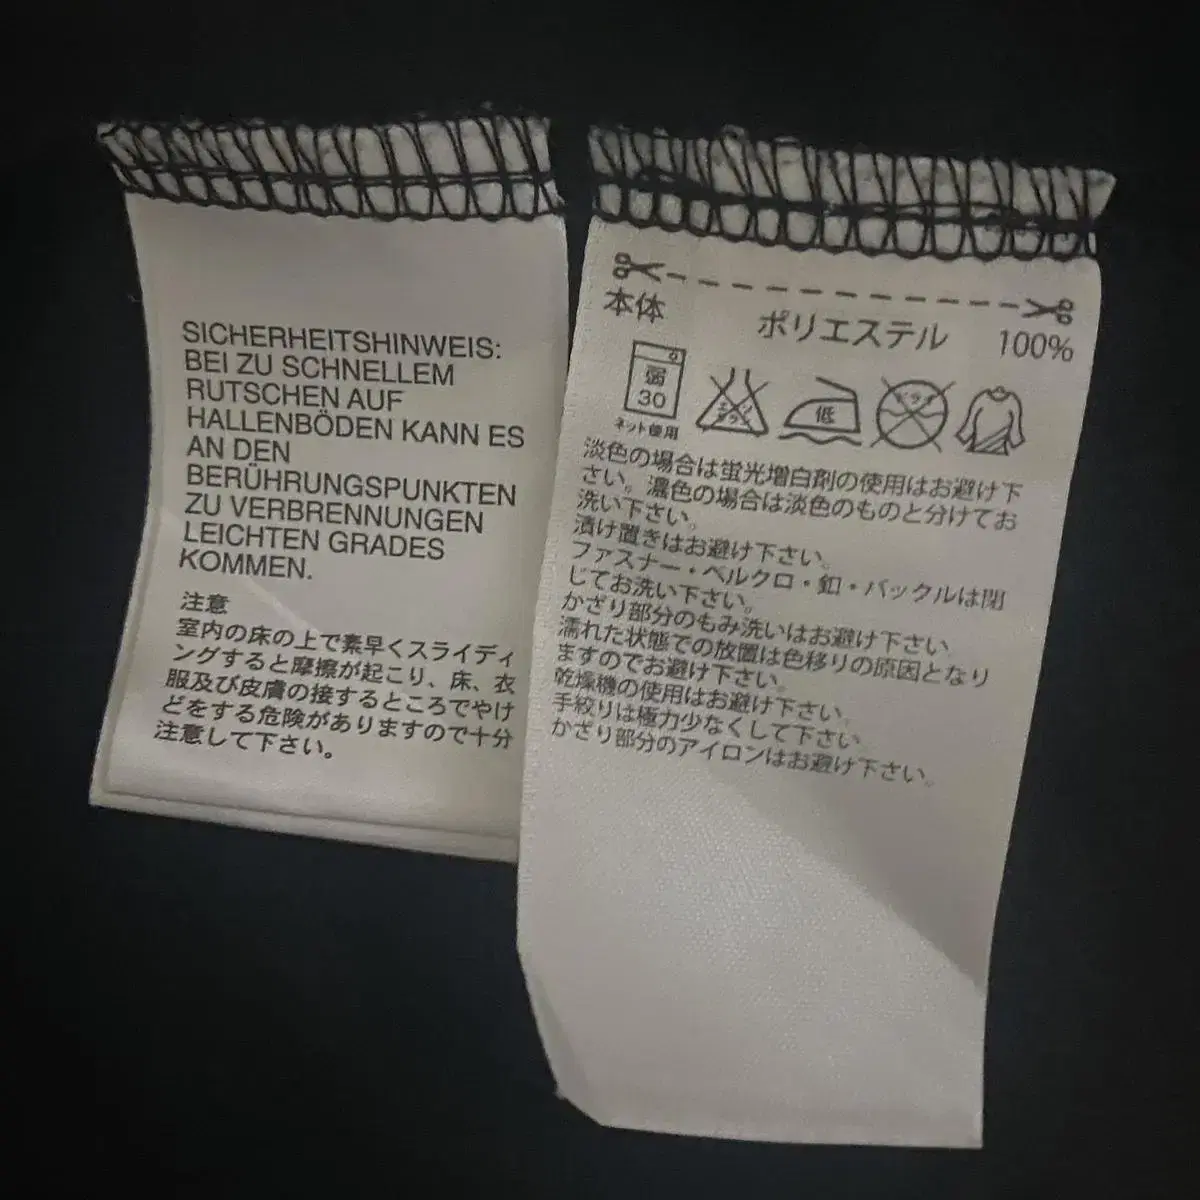 SICHERHEITSHINWEIS:
BEI ZU SCHNELLEM
RUTSCHEN AUF
HALLENBÖDEN KANN ES
AN DEN
BERÜHRUNGSPUNKTEN
ZU VERBRENNUNGEN
LEICHTEN GRADES
KOMMEN.
注意
室内の床の上で素早くスライディ
ングすると摩擦が起こり、床、衣
服及び皮膚の接するところでやけ
どをする危険がありますので十分
注意して下さい。
本体 ポリエステル 100%
弱
30
ネット使用
エンソ
サラシ
低
ドライ
淡色の場合は蛍光増白剤の使用はお避け下
さい。濃色の場合は淡色のものと分けてお
洗い下さい。
漬け置きはお避け下さい。
ファスナー・ベルクロ・釦・バックルは閉
じてお洗い下さい。
かざり部分のもみ洗いはお避け下さい。
濡れた状態での放置は色移りの原因となり
ますのでお避け下さい。
乾燥機の使用はお避け下さい。
手絞りは極力少なくして下さい。
かざり部分のアイロンはお避け下さい。